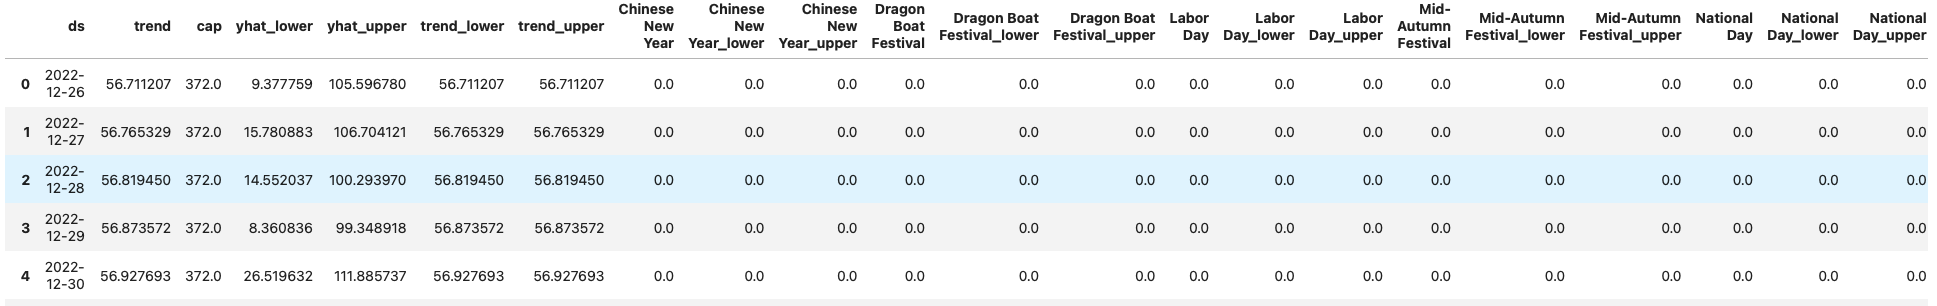 ds trend cap yhat_lower yhat_upper trend_lower trend_upper Chinese New Year Chinese New Year_lower Chinese New Year_upper Dragon Boat Festival Dragon Boat Festival_lower Dragon Boat Festival_upper Labor Day Labor Day_lower Labor Day_upper Mid-Autumn Festival Mid-Autumn Festival_lower Mid-Autumn Festival_upper National Day National Day_lower National Day_upper
0 2022-12-26 56.711207 372.0 9.377759 105.596780 56.711207 56.711207 0.0 0.0 0.0 0.0 0.0 0.0 0.0 0.0 0.0 0.0 0.0 0.0 0.0 0.0 0.0
1 2022-12-27 56.765329 372.0 15.780883 106.704121 56.765329 56.765329 0.0 0.0 0.0 0.0 0.0 0.0 0.0 0.0 0.0 0.0 0.0 0.0 0.0 0.0 0.0
2 2022-12-28 56.819450 372.0 14.552037 100.293970 56.819450 56.819450 0.0 0.0 0.0 0.0 0.0 0.0 0.0 0.0 0.0 0.0 0.0 0.0 0.0 0.0 0.0
3 2022-12-29 56.873572 372.0 8.360836 99.348918 56.873572 56.873572 0.0 0.0 0.0 0.0 0.0 0.0 0.0 0.0 0.0 0.0 0.0 0.0 0.0 0.0 0.0
4 2022-12-30 56.927693 372.0 26.519632 111.885737 56.927693 56.927693 0.0 0.0 0.0 0.0 0.0 0.0 0.0 0.0 0.0 0.0 0.0 0.0 0.0 0.0 0.0